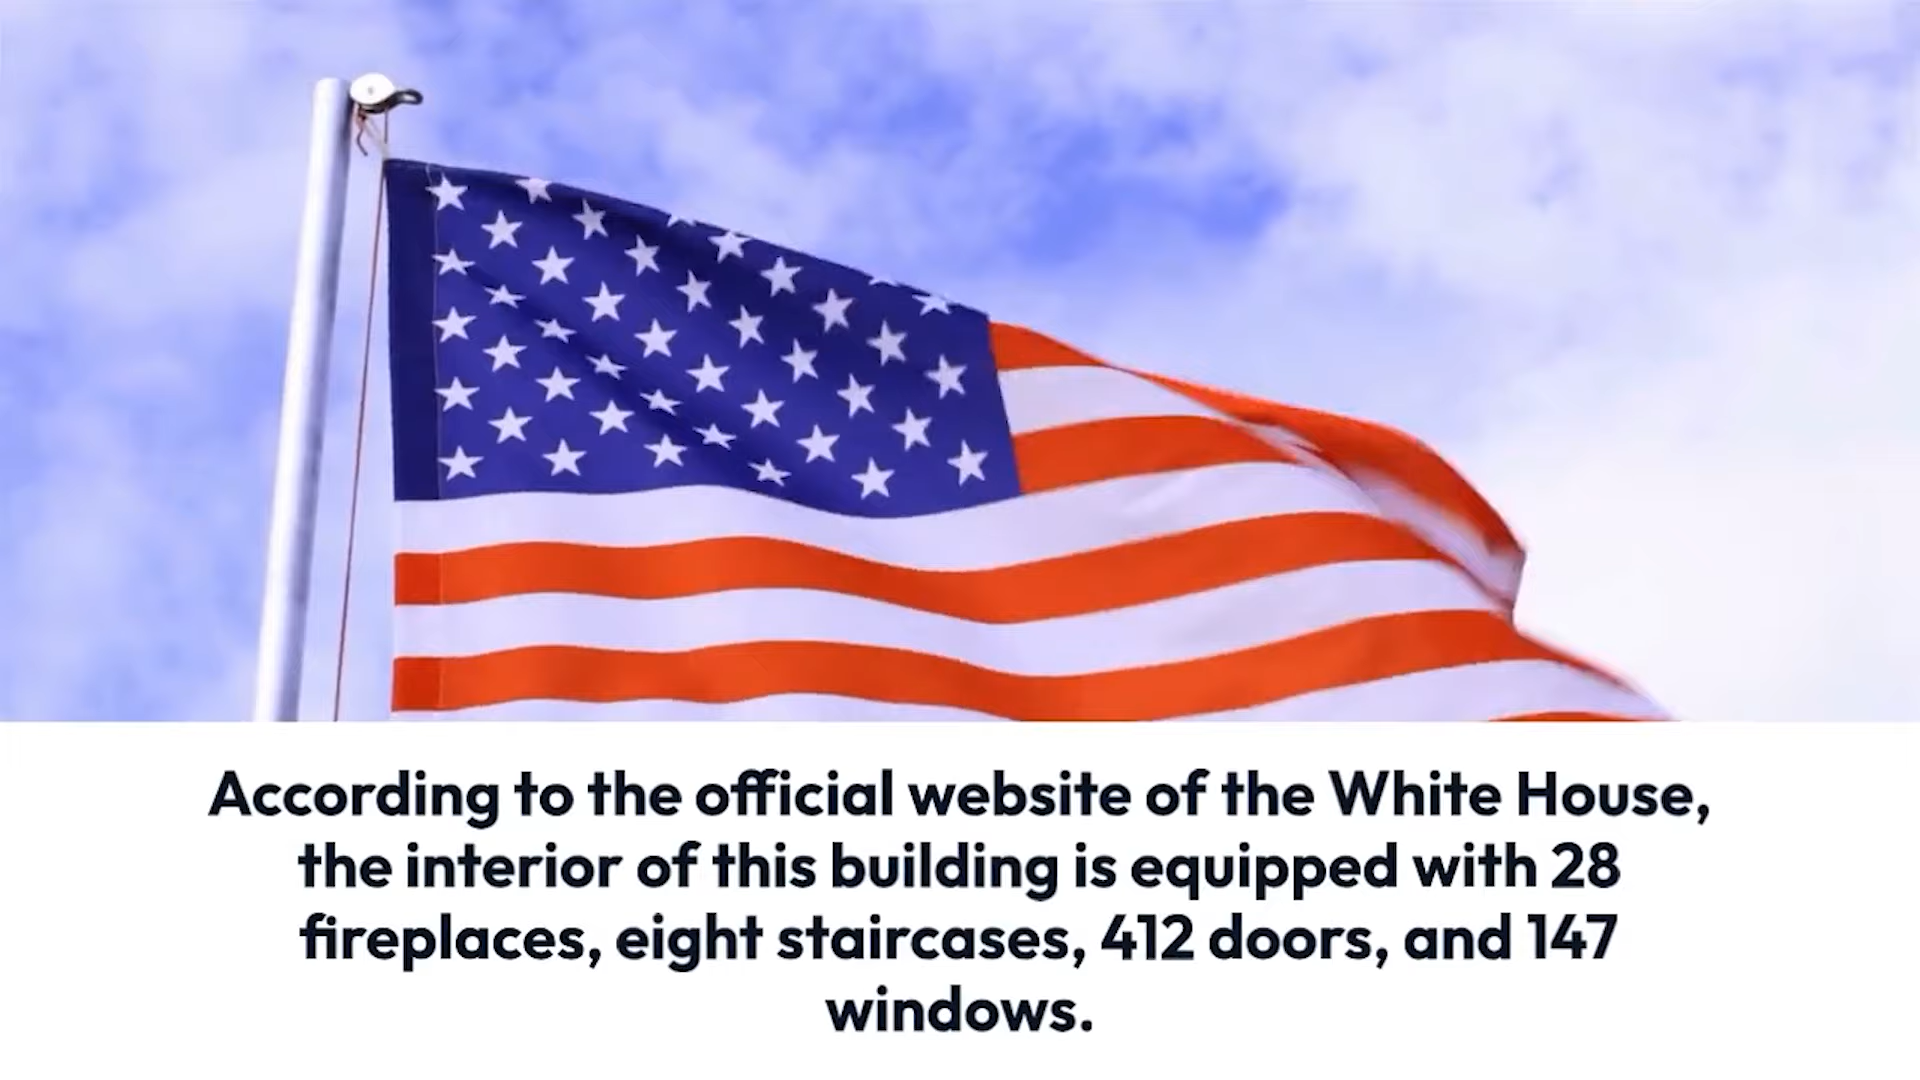 According to the official website of the White House,
the interior of this building is equipped with 28
fireplaces, eight staircases, 412 doors, and 147
windows.